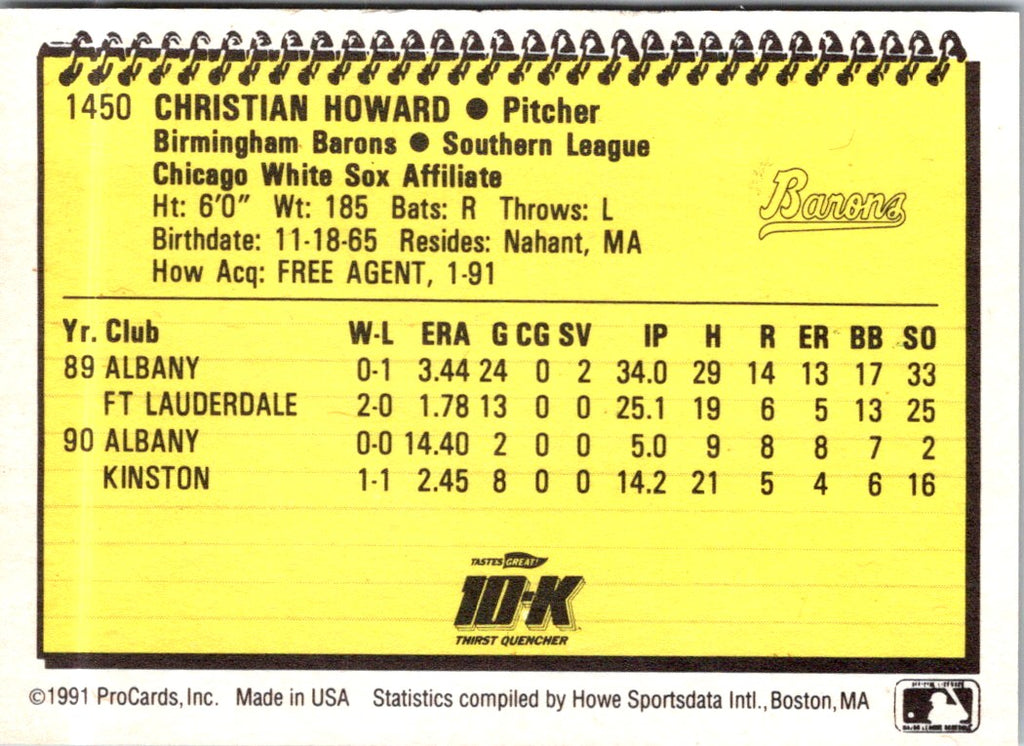 1450 CHRISTIAN HOWARD ● Pitcher
Birmingham Barons ● Southern League
Chicago White Sox Affiliate
Barons
Ht: 6'0" Wt: 185 Bats: R Throws: L
Birthdate: 11-18-65 Resides: Nahant, MA
How Acq: FREE AGENT, 1-91
Yr. Club W-L ERA G CG SV IP H R ER BB SO
89 ALBANY 0-1 3.44 24 0 2 34.0 29 14 13 17 33
FT LAUDERDALE 2-0 1.78 13 0 0 25.1 19 6 5 13 25
90 ALBANY 0-0 14.40 2 0 0 5.0 9 8 8 7 2
KINSTON 1-1 2.45 8 0 0 14.2 21 5 4 6 16
TASTES GREAT!
10-K
THIRST QUENCHER
©1991 ProCards, Inc. Made in USA Statistics compiled by Howe Sportsdata Intl., Boston, MA